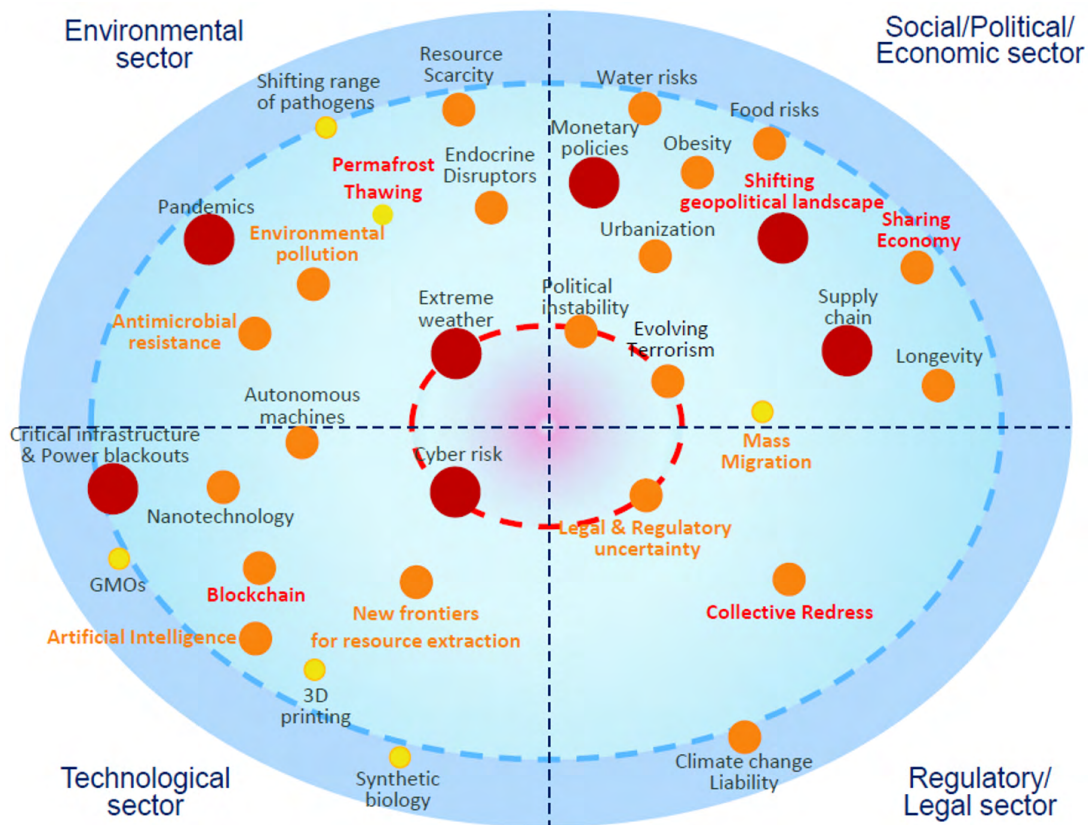 Environmental
sector
Social/Political/
Economic sector
Resource
Scarcity
Shifting range
of pathogens
Water risks
Food risks
Monetary
policies
Obesity
Permafrost
Thawing
Endocrine
Disruptors
Shifting
geopolitical landscape
Pandemics
Environmental
pollution
Urbanization
Sharing
Economy
Political
instability
Extreme
weather
Supply
chain
Antimicrobial
resistance
Evolving
Terrorism
Longevity
Autonomous
machines
Critical infrastructure
& Power blackouts
Cyber risk
Mass
Migration
Nanotechnology
Legal & Regulatory
uncertainty
GMOs
Blockchain
New frontiers
for resource extraction
Collective Redress
Artificial Intelligence
3D
printing
Climate change
Liability
Synthetic
biology
Technological
sector
Regulatory/
Legal sector